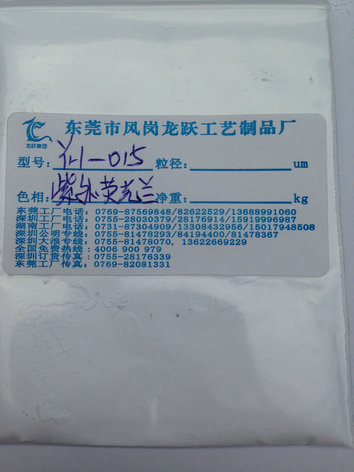 东莞市风岗龙跃工艺制品厂
龙跃集团
型号: YL1-015 粒径: um
色相: 紫外荧光兰 净重: kg
东莞工厂电话: 0769-87569848/82622529/13688991060
深圳工厂电话: 0755-28030379/28176914/15919996987
湖南工厂电话: 0731-87304909/13308432956/15017948508
深圳公明专线: 0755-81478293/84194400/81478367
深圳大浪专线: 0755-81478070, 13622669229
全国免费热线: 4006 900 979
深圳订货传真: 0755-28176339
东莞工厂传真: 0769-82081331